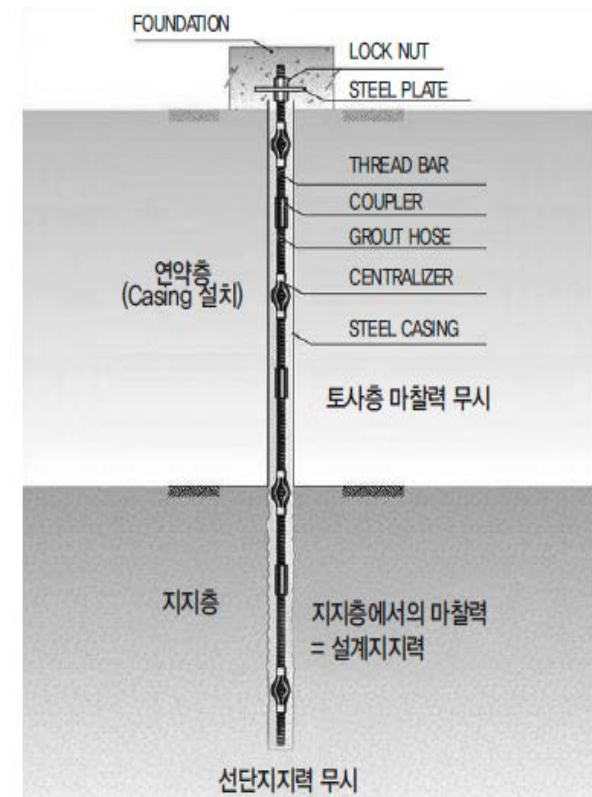 FOUNDATION
LOCK NUT
STEEL PLATE
THREAD BAR
COUPLER
GROUT HOSE
CENTRALIZER
STEEL CASING
연약층
(Casing 설치)
토사층 마찰력 무시
지지층
지지층에서의 마찰력
= 설계지지력
선단지지력 무시